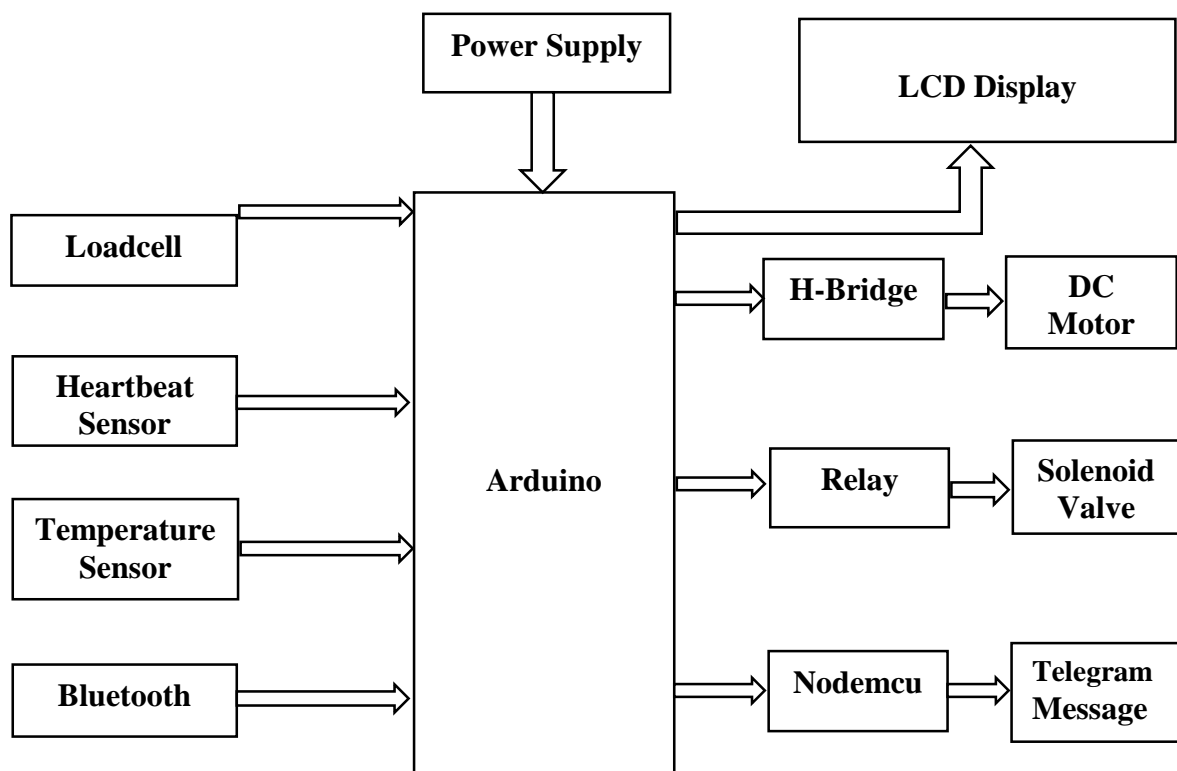 Power Supply
LCD Display
Loadcell
H-Bridge
DC
Motor
Heartbeat
Sensor
Arduino
Relay
Solenoid
Valve
Temperature
Sensor
Bluetooth
Nodemcu
Telegram
Message